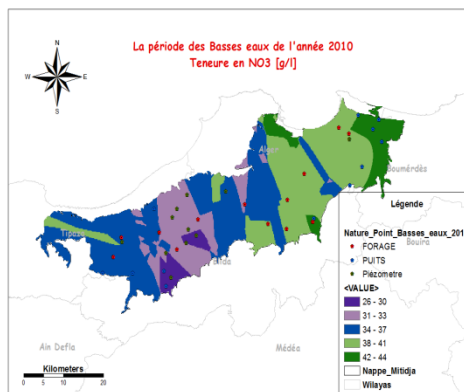 La période des Basses eaux de l'année 2010
Teneure en NO3 [g/l]
N
W
E
S
Alger
Boumérdès
Tipaza
Blida
Bouira
Ain Defla
Médéa
Légende
Nature_Point_Basses_eaux_201
FORAGE
PUITS
Piézometre
<VALUE>
26 - 30
31 - 33
34 - 37
38 - 41
42 - 44
Nappe_Mitidja
Wilayas
Kilometers
0 5 10 20